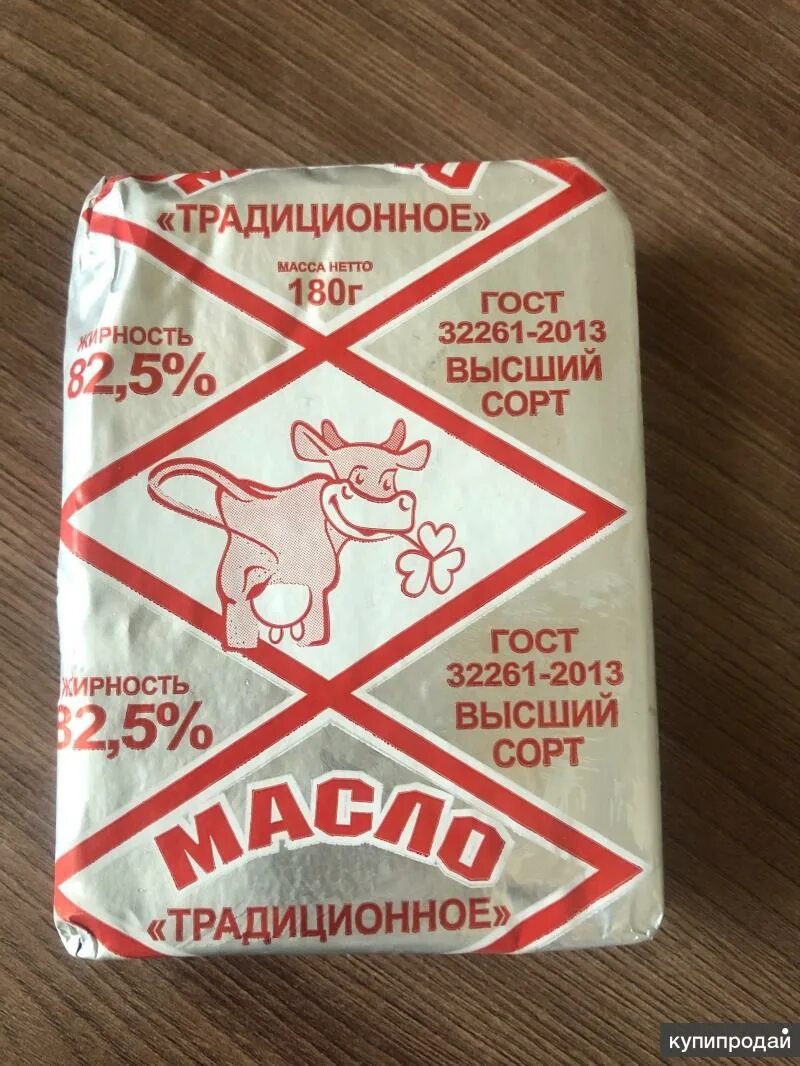 «ТРАДИЦИОННОЕ»
МАССА НЕТТО
180г
ЖИРНОСТЬ
82,5%
ГОСТ
32261-2013
ВЫСШИЙ
СОРТ
ЖИРНОСТЬ
82,5%
ГОСТ
32261-2013
ВЫСШИЙ
СОРТ
МАСЛО
«ТРАДИЦИОННОЕ»
купипродай